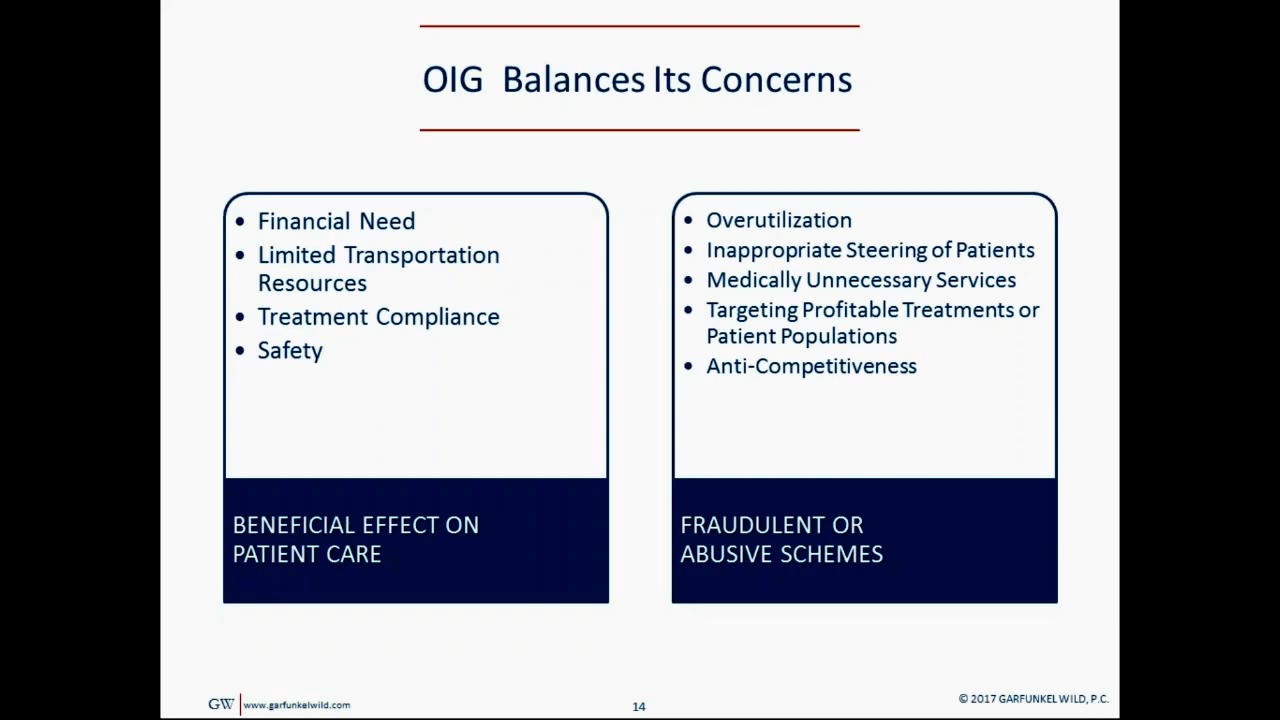 OIG Balances Its Concerns
• Financial Need
• Limited Transportation
Resources
• Treatment Compliance
• Safety
BENEFICIAL EFFECT ON
PATIENT CARE
• Overutilization
• Inappropriate Steering of Patients
• Medically Unnecessary Services
• Targeting Profitable Treatments or
Patient Populations
• Anti-Competitiveness
FRAUDULENT OR
ABUSIVE SCHEMES
GW www.garfunkelwild.com
14
© 2017 GARFUNKEL WILD, P.C.